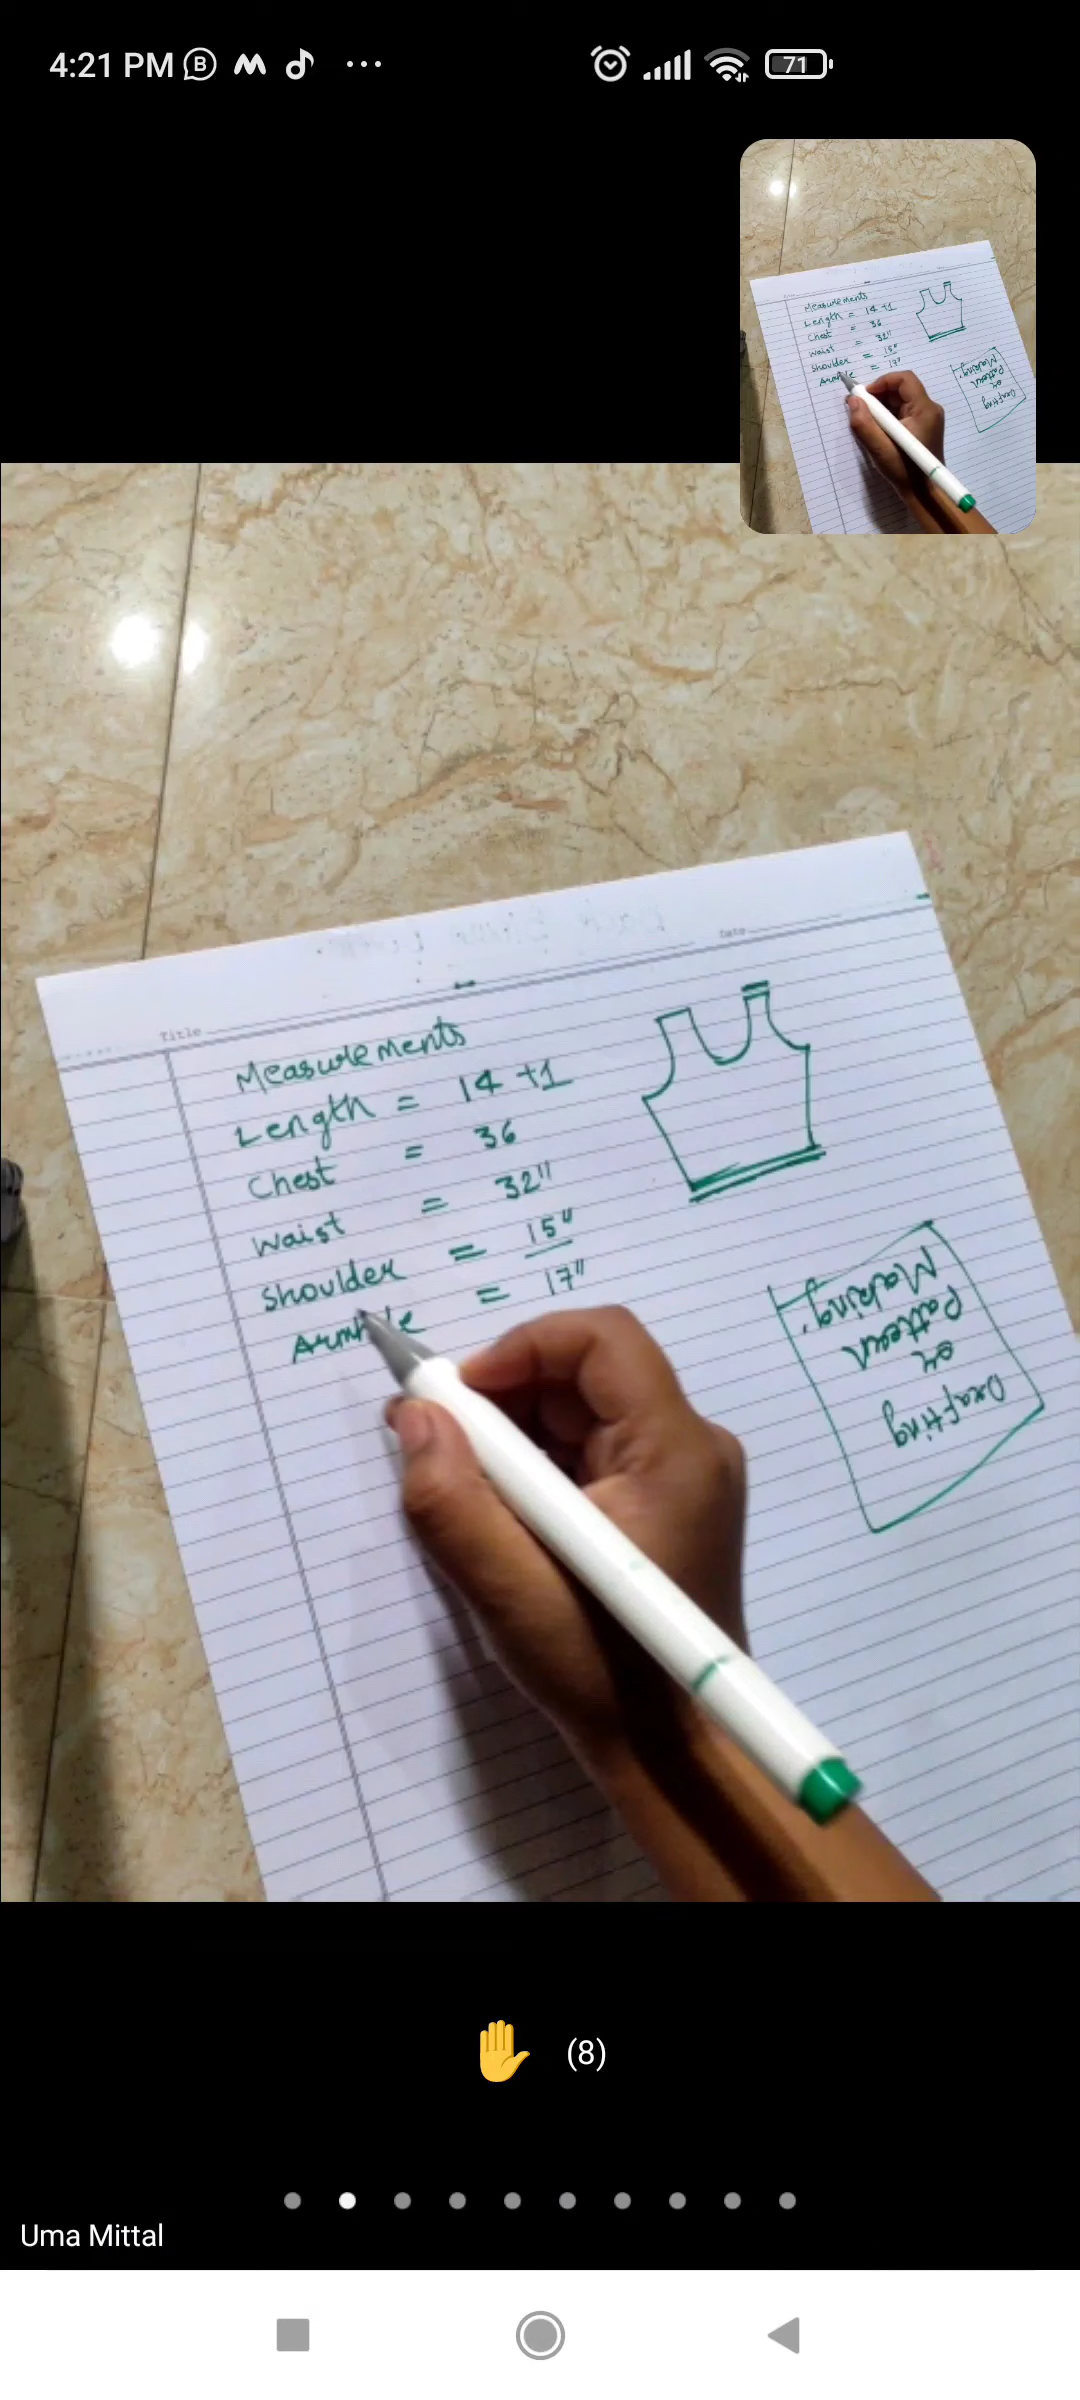 4:21 PM
71
Title
Date
Measurements
Length = 14 +1
Chest = 36
Waist = 32"
Shoulder = 15"
Armhole = 17"
Drafting
or
Pattern
Making
(8)
Uma Mittal